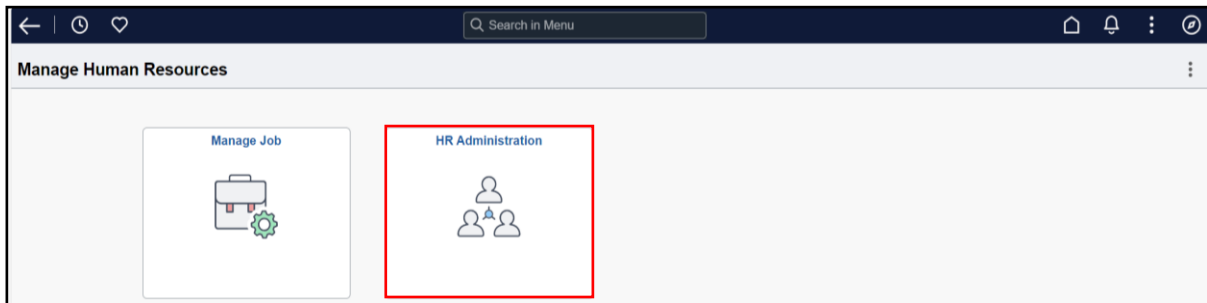 Search in Menu
Manage Human Resources
Manage Job
HR Administration